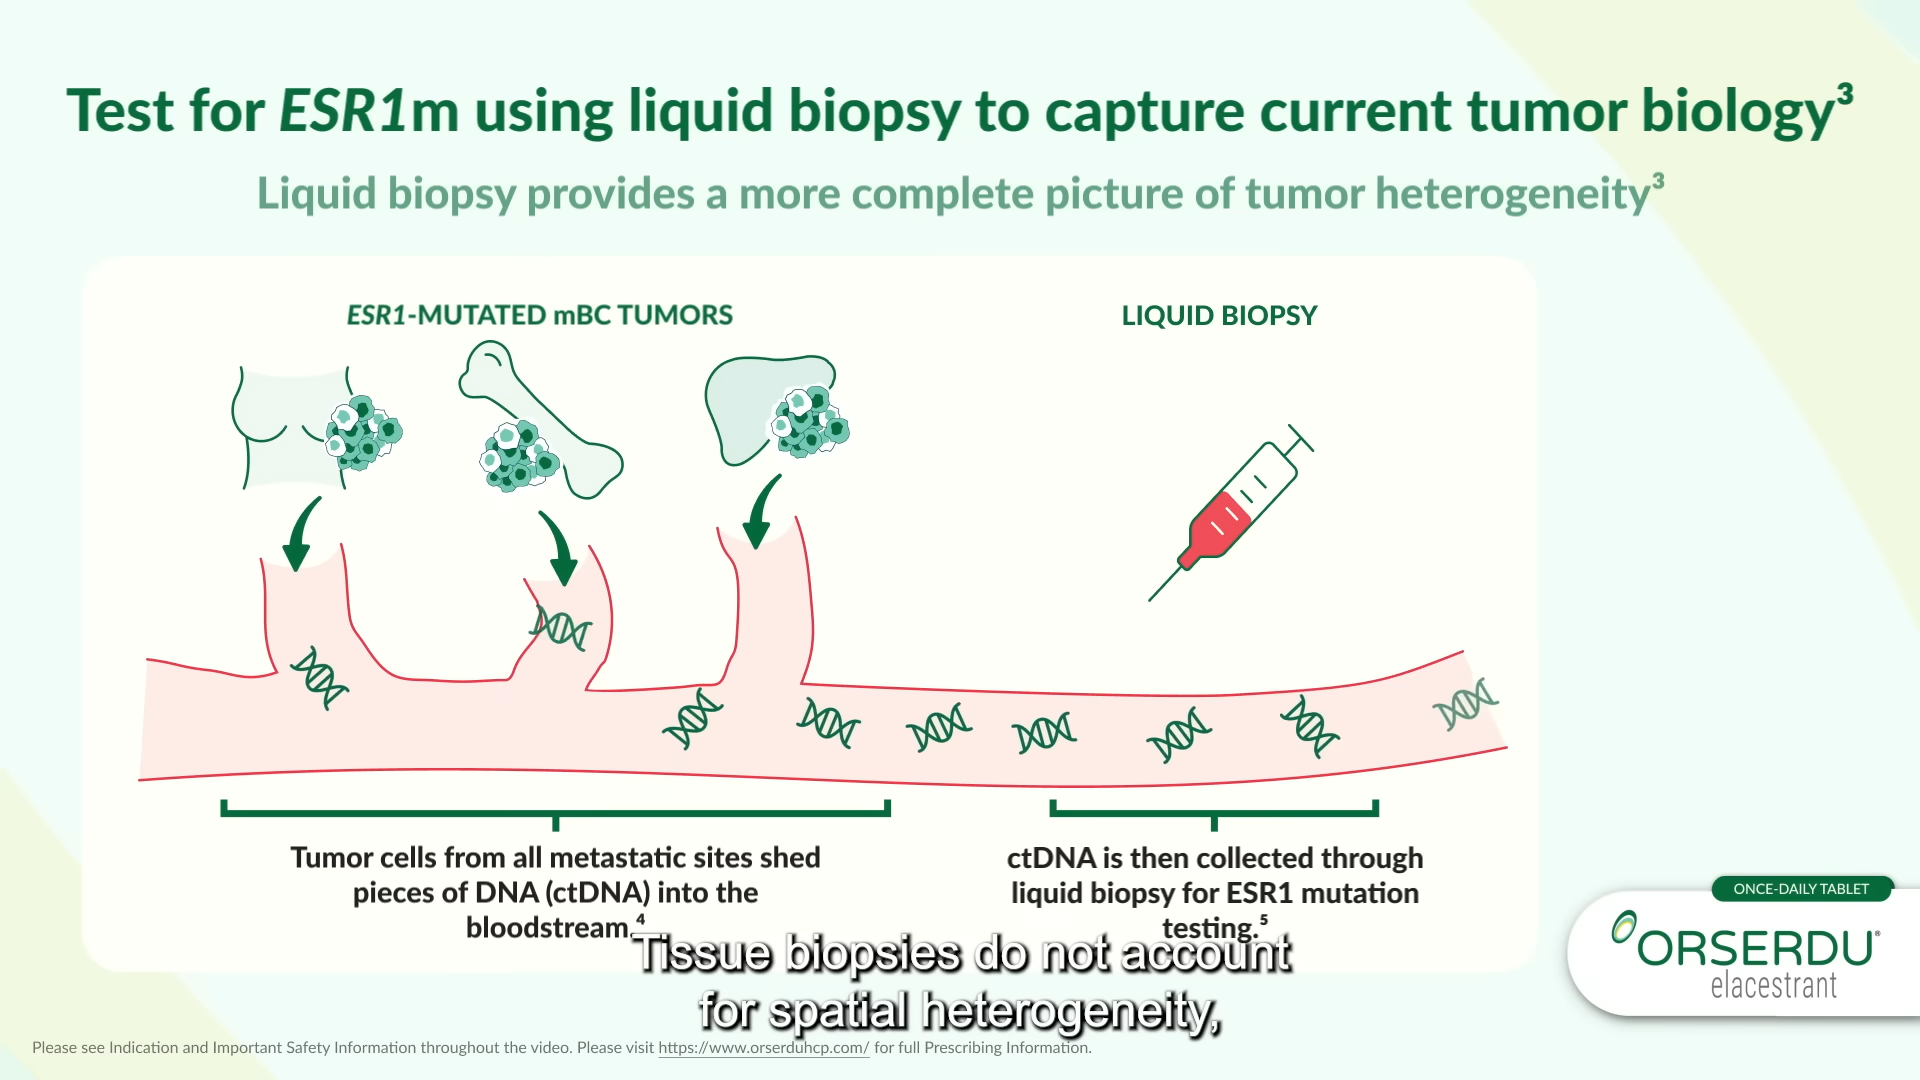 Test for ESR1m using liquid biopsy to capture current tumor biology³
Liquid biopsy provides a more complete picture of tumor heterogeneity³
ESR1-MUTATED mBC TUMORS
LIQUID BIOPSY
Tumor cells from all metastatic sites shed
pieces of DNA (ctDNA) into the
bloodstream.⁴
ctDNA is then collected through
liquid biopsy for ESR1 mutation
testing.⁵
Tissue biopsies do not account
for spatial heterogeneity,
ONCE-DAILY TABLET
ORSERDU®
elacestrant
Please see Indication and Important Safety Information throughout the video. Please visit https://www.orserduhcp.com/ for full Prescribing Information.